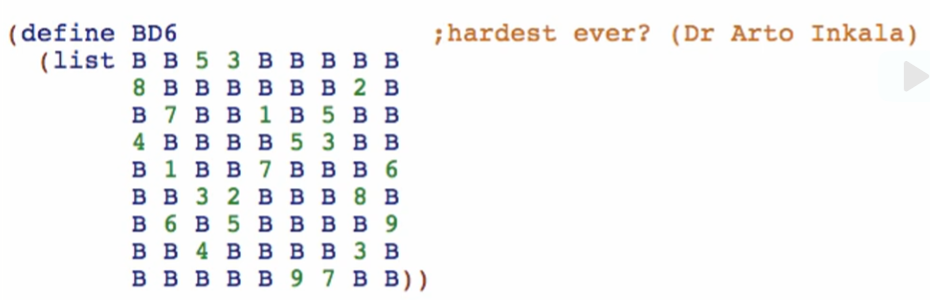 (define BD6 ;hardest ever? (Dr Arto Inkala)
(list B B 5 3 B B B B B
8 B B B B B B 2 B
B 7 B B 1 B 5 B B
4 B B B B 5 3 B B
B 1 B B 7 B B B 6
B B 3 2 B B B 8 B
B 6 B 5 B B B B 9
B B 4 B B B B 3 B
B B B B B 9 7 B B))